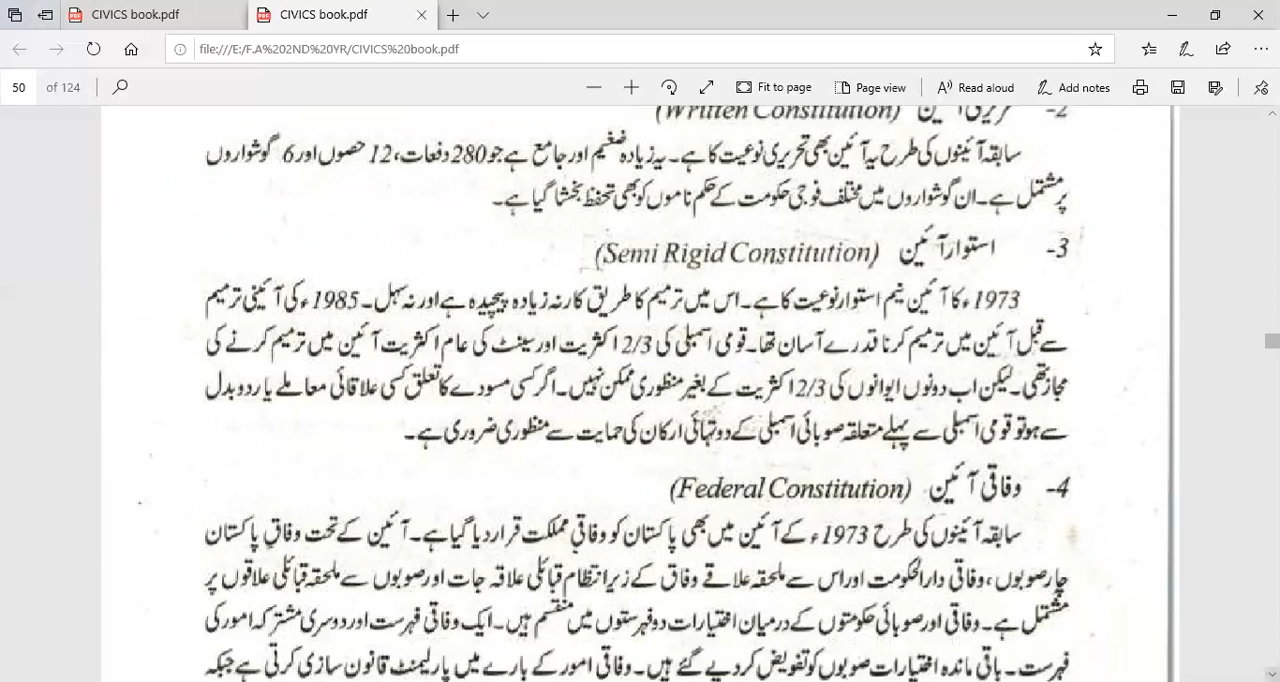 CIVICS book.pdf
CIVICS book.pdf
file:///E:/F.A%202ND%20YR/CIVICS%20book.pdf
50 of 124
Fit to page
Page view
Read aloud
Add notes
2- تحریری آئین (Written Constitution)
سابقہ آئینوں کی طرح یہ آئین بھی تحریری نوعیت کا ہے۔ یہ زیادہ ضخیم اور جامع ہے جو 280 دفعات، 12 حصوں اور 6 گوشواروں
پر مشتمل ہے۔ ان گوشواروں میں مختلف فوجی حکومت کے حکم ناموں کو بھی تحفظ بخشا گیا ہے۔
3- استوار آئین (Semi Rigid Constitution)
1973ء کا آئین نیم استوار نوعیت کا ہے۔ اس میں ترمیم کا طریق کار نہ زیادہ پیچیدہ ہے اور نہ سہل۔ 1985ء کی آئینی ترمیم
سے قبل آئین میں ترمیم کرنا قدرے آسان تھا۔ قومی اسمبلی کی 2/3 اکثریت اور سینٹ کی عام اکثریت آئین میں ترمیم کرنے کی
مجاز تھی۔ لیکن اب دونوں ایوانوں کی 2/3 اکثریت کے بغیر منظوری ممکن نہیں۔ اگر کسی مسودے کا تعلق کسی علاقائی معاملے یا ردوبدل
سے ہو تو قومی اسمبلی سے پہلے متعلقہ صوبائی اسمبلی کے دو تہائی ارکان کی حمایت سے منظوری ضروری ہے۔
4- وفاقی آئین (Federal Constitution)
سابقہ آئینوں کی طرح 1973ء کے آئین میں بھی پاکستان کو وفاقی مملکت قرار دیا گیا ہے۔ آئین کے تحت وفاق پاکستان
چار صوبوں، وفاقی دارالحکومت اور اس سے ملحقہ علاقے وفاق کے زیر انتظام قبائلی علاقہ جات اور صوبوں سے ملحقہ قبائلی علاقوں پر
مشتمل ہے۔ وفاقی اور صوبائی حکومتوں کے درمیان اختیارات دو فہرستوں میں منقسم ہیں۔ ایک وفاقی فہرست اور دوسری مشترکہ امور کی
فہرست۔ باقی ماندہ اختیارات صوبوں کو تفویض کر دیے گئے ہیں۔ وفاقی امور کے بارے میں پارلیمنٹ قانون سازی کرتی ہے جبکہ